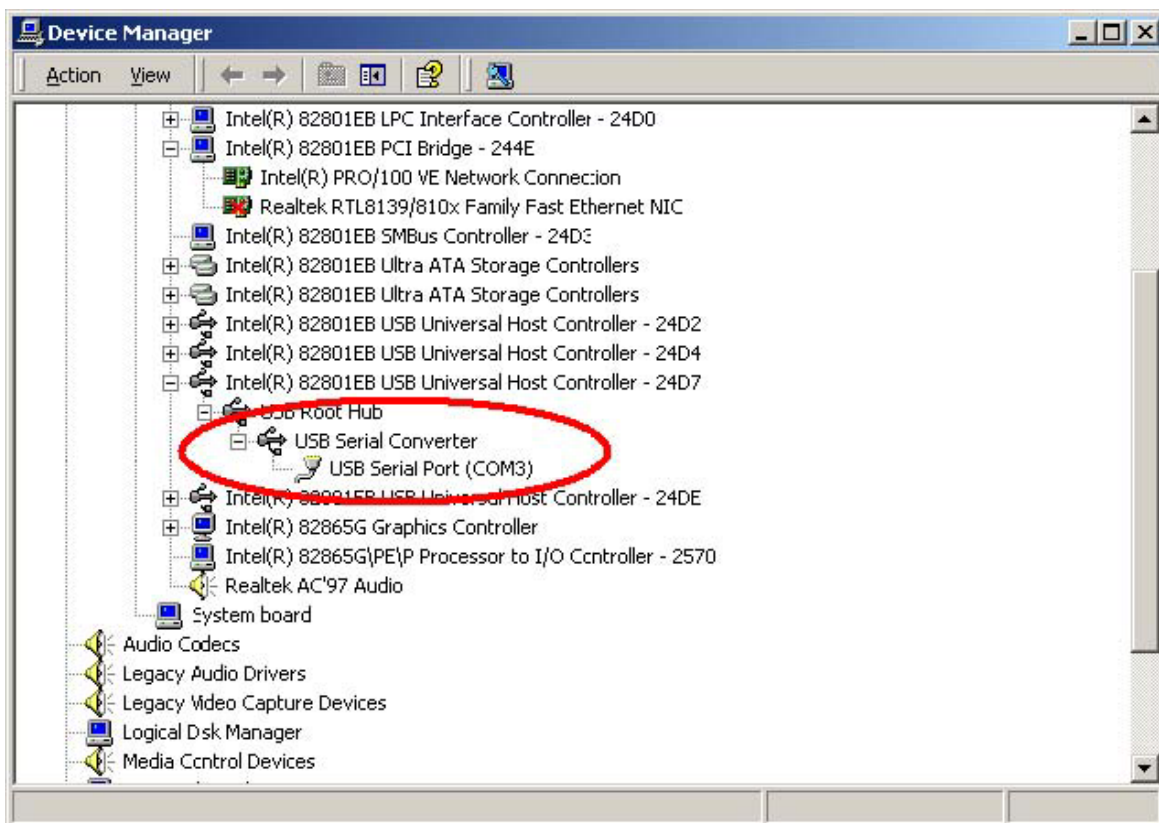 Device Manager
Action View
Intel(R) 82801EB LPC Interface Controller - 24D0
Intel(R) 82801EB PCI Bridge - 244E
Intel(R) PRO/100 VE Network Connection
Realtek RTL8139/810x Family Fast Ethernet NIC
Intel(R) 82801EB SMBus Controller - 24D3
Intel(R) 82801EB Ultra ATA Storage Controllers
Intel(R) 82801EB Ultra ATA Storage Controllers
Intel(R) 82801EB USB Universal Host Controller - 24D2
Intel(R) 82801EB USB Universal Host Controller - 24D4
Intel(R) 82801EB USB Universal Host Controller - 24D7
USB Root Hub
USB Serial Converter
USB Serial Port (COM3)
Intel(R) 82801EB USB Universal Host Controller - 24DE
Intel(R) 82865G Graphics Controller
Intel(R) 82865G\PE\P Processor to I/O Controller - 2570
Realtek AC'97 Audio
System board
Audio Codecs
Legacy Audio Drivers
Legacy Video Capture Devices
Logical Disk Manager
Media Control Devices